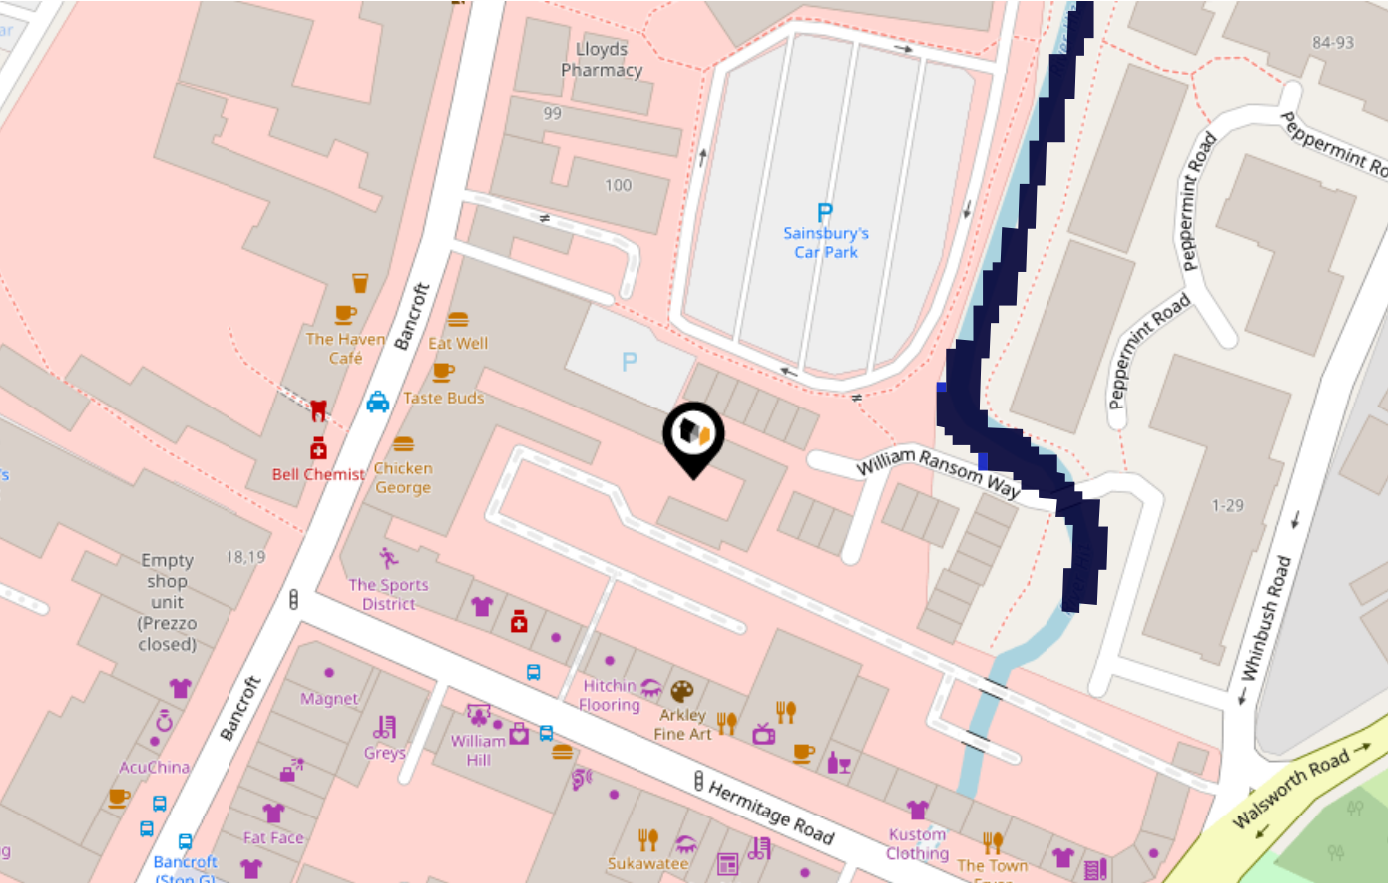 Lloyds
Pharmacy
84-93
99
100
Peppermint Road
Peppermint Ro
Peppermint Road
P
Sainsbury's
Car Park
The Haven
Café
Bancroft
Eat Well
Taste Buds
P
Bell Chemist
Chicken
George
William Ransom Way
1-29
18,19
Empty
shop
unit
(Prezzo
closed)
The Sports
District
Whinbush Road
Magnet
Greys
William
Hill
Hitchin
Flooring
Arkley
Fine Art
Bancroft
AcuChina
Fat Face
Bancroft
(Stop G)
Hermitage Road
Sukawatee
Kustom
Clothing
The Town
Walsworth Road